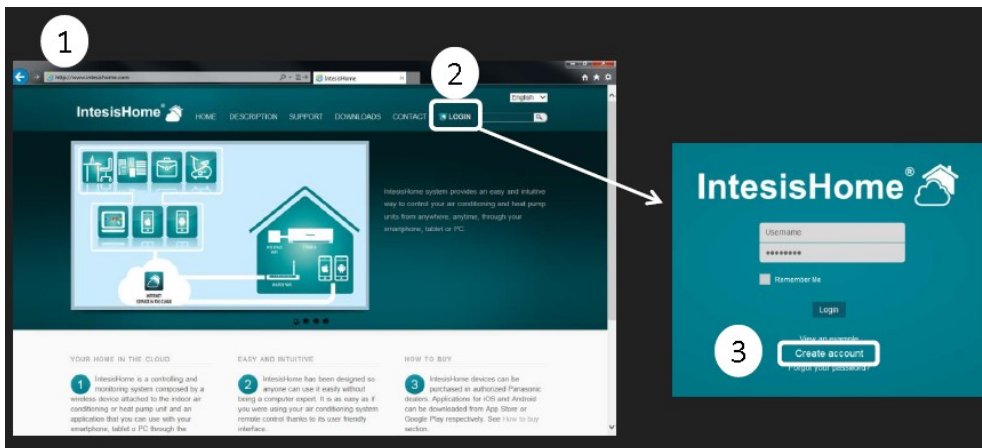 1
http://www.intesishome.com
IntesisHome
2
English
IntesisHome®
HOME DESCRIPTION SUPPORT DOWNLOADS CONTACT LOGIN
IntesisHome system provides an easy and intuitive
way to control your air conditioning and heat pump
units from anywhere, anytime, through your
smartphone, tablet or PC.
INTERNET
SERVICE IN THE CLOUD
YOUR HOME IN THE CLOUD
1 IntesisHome is a controlling and
monitoring system composed by a
wireless device attached to the indoor air
conditioning or heat pump unit and an
application that you can use with your
smartphone, tablet o PC through the
EASY AND INTUITIVE
2 IntesisHome has been designed so
anyone can use it easily without
being a computer expert. It is as easy as if
you were using your air conditioning system
remote control thanks to its user friendly
interface.
HOW TO BUY
3 IntesisHome devices can be
purchased in authorized Panasonic
dealers. Applications for iOS and Android
can be downloaded from App Store or
Google Play respectively. See How to buy
section.
IntesisHome®
Username
Remember Me
Login
View an example
3
Create account
Forgot your password?